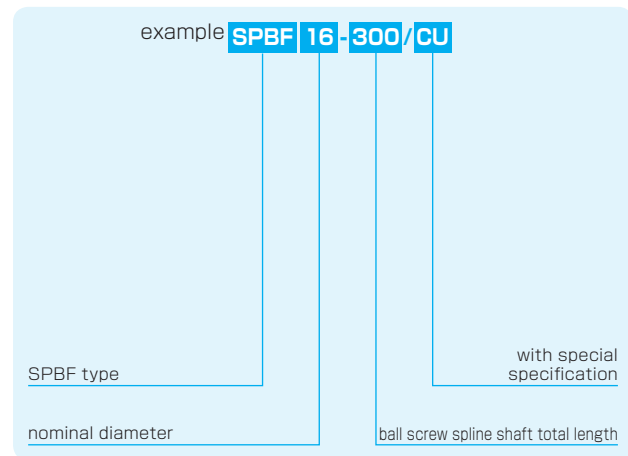 example SPBF 16 - 300 / CU
SPBF type
with special
specification
nominal diameter
ball screw spline shaft total length